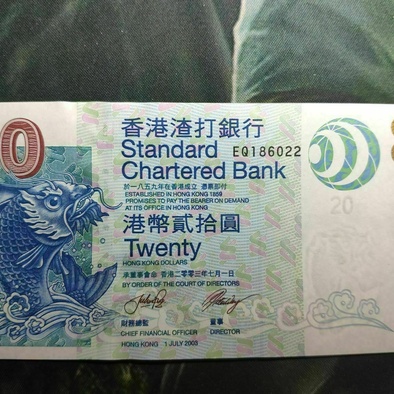 0
香港渣打銀行
Standard
Chartered Bank
EQ186022
於一八五九年在香港成立 憑票即付
ESTABLISHED IN HONG KONG 1859
PROMISES TO PAY THE BEARER ON DEMAND
AT ITS OFFICE IN HONG KONG
港幣貳拾圓
Twenty
HONG KONG DOLLARS
承董事會命 香港二零零三年七月一日
BY ORDER OF THE COURT OF DIRECTORS
財務總監 董事
CHIEF FINANCIAL OFFICER DIRECTOR
HONG KONG 1 JULY 2003
20